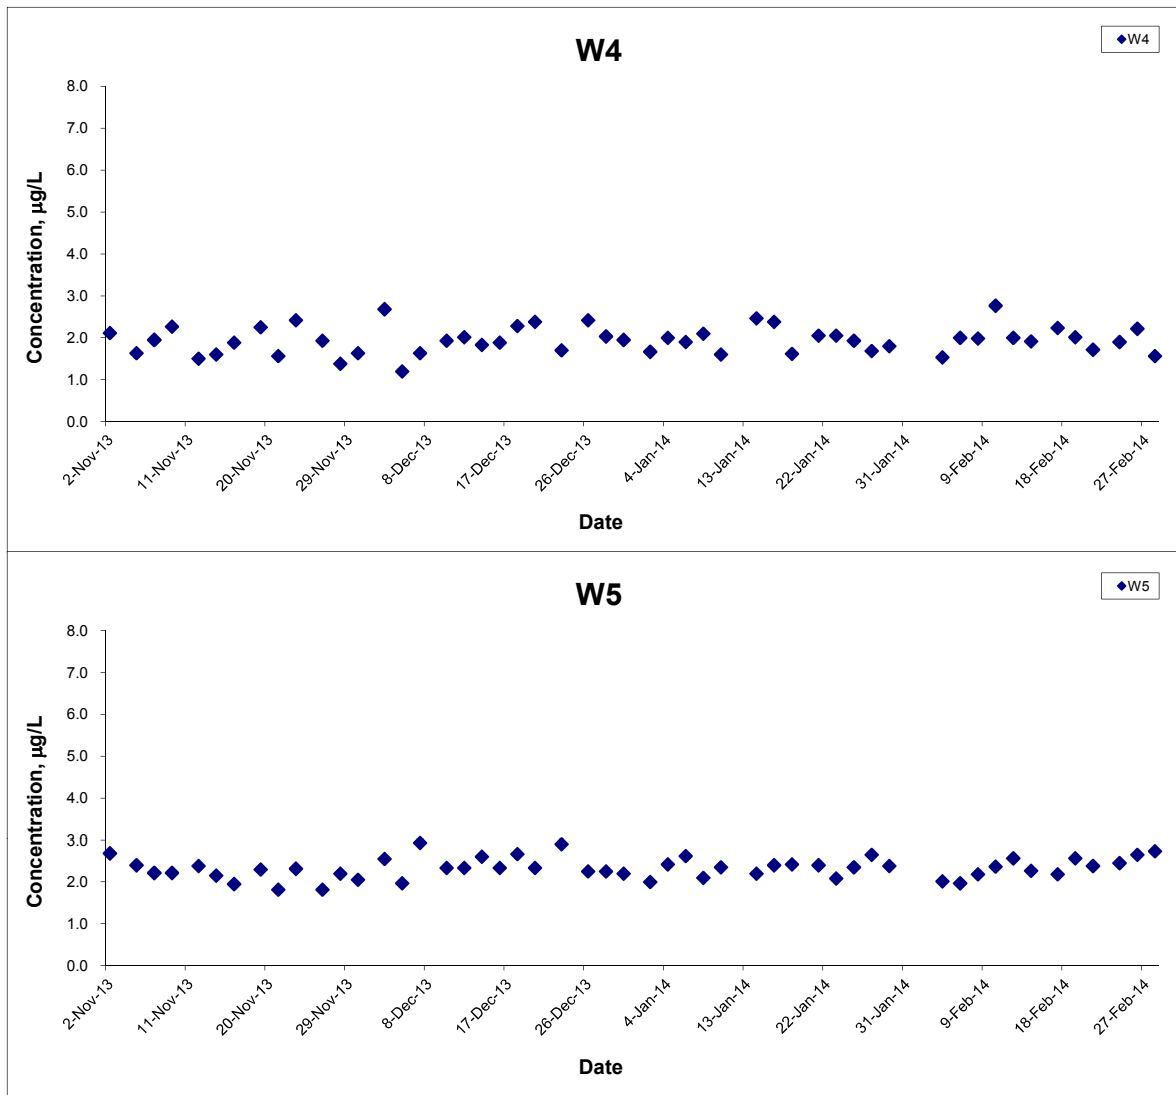 W4
W4
8.0
7.0
6.0
5.0
4.0
3.0
2.0
1.0
0.0
Concentration, µg/L
2-Nov-13
11-Nov-13
20-Nov-13
29-Nov-13
8-Dec-13
17-Dec-13
26-Dec-13
4-Jan-14
13-Jan-14
22-Jan-14
31-Jan-14
9-Feb-14
18-Feb-14
27-Feb-14
Date
W5
W5
8.0
7.0
6.0
5.0
4.0
3.0
2.0
1.0
0.0
Concentration, µg/L
2-Nov-13
11-Nov-13
20-Nov-13
29-Nov-13
8-Dec-13
17-Dec-13
26-Dec-13
4-Jan-14
13-Jan-14
22-Jan-14
31-Jan-14
9-Feb-14
18-Feb-14
27-Feb-14
Date